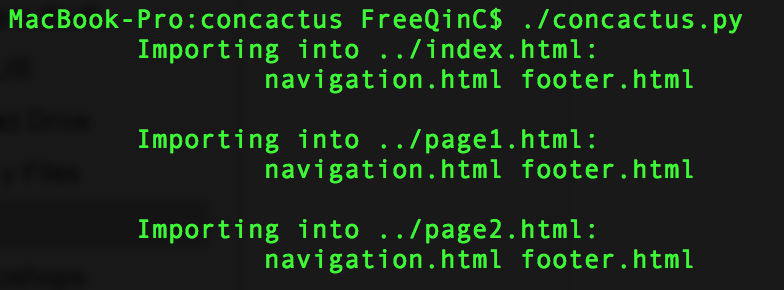 MacBook-Pro:concactus FreeQinC$ ./concactus.py
Importing into ../index.html:
navigation.html footer.html
Importing into ../page1.html:
navigation.html footer.html
Importing into ../page2.html:
navigation.html footer.html